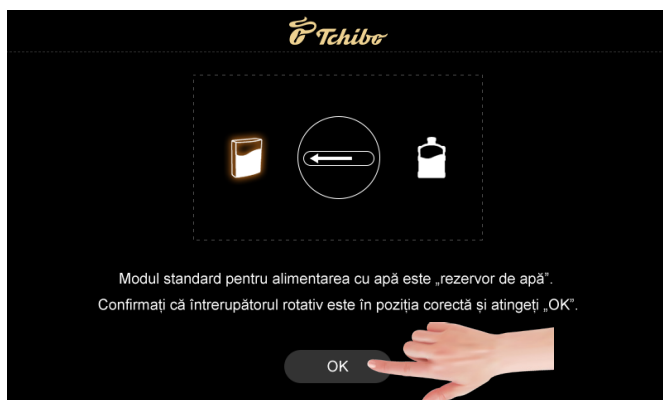 Tchibo
Modul standard pentru alimentarea cu apă este „rezervor de apă”.
Confirmați că întrerupătorul rotativ este în poziția corectă și atingeți „OK”.
OK